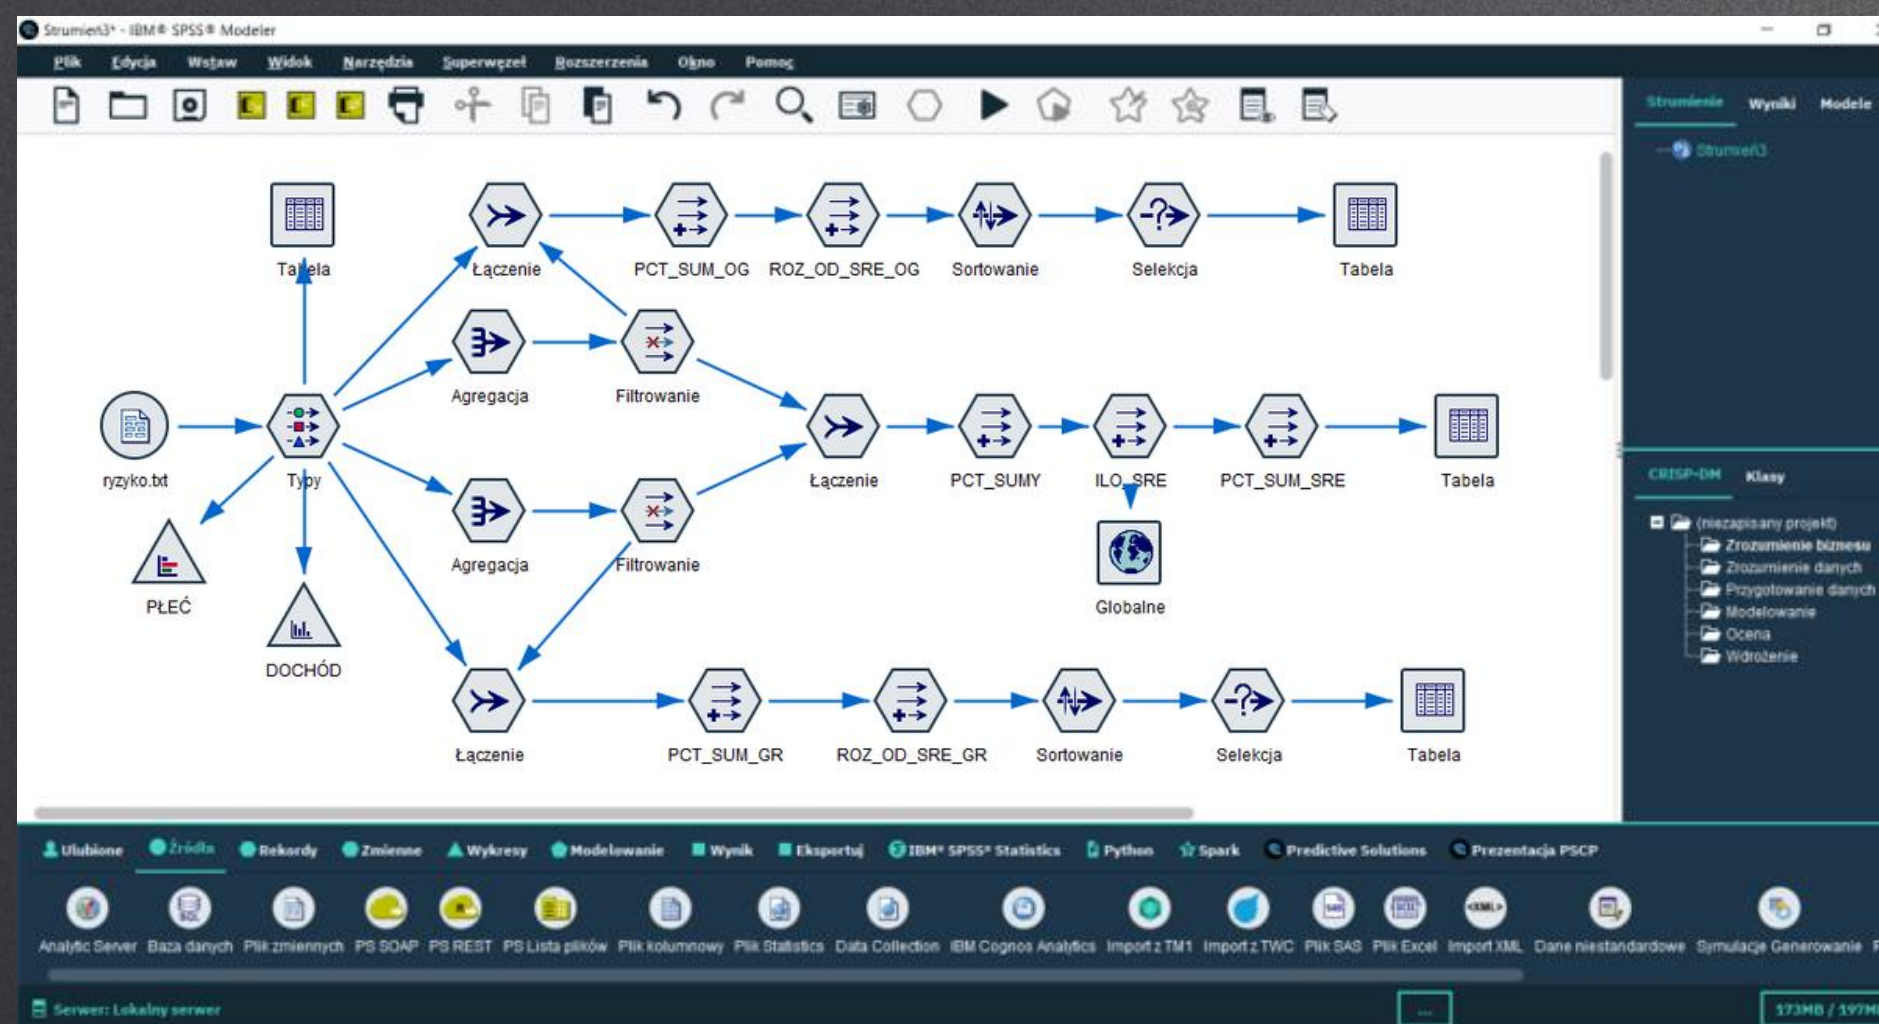 Strumień3* - IBM® SPSS® Modeler
Plik Edycja Wstaw Widok Narzędzia Superwęzeł Rozszerzenia Okno Pomoc
Strumienie Wyniki Modele
Strumień3
Tabela Łączenie PCT_SUM_OG ROZ_OD_SRE_OG Sortowanie Selekcja Tabela
Agregacja Filtrowanie
ryzyko.txt Typy Łączenie PCT_SUMY ILO_SRE PCT_SUM_SRE Tabela
Agregacja Filtrowanie
PŁEĆ Globalne
DOCHÓD
Łączenie PCT_SUM_GR ROZ_OD_SRE_GR Sortowanie Selekcja Tabela
CRISP-DM Klasy
(niezapisany projekt)
Zrozumienie biznesu
Zrozumienie danych
Przygotowanie danych
Modelowanie
Ocena
Wdrożenie
Ulubione Źródła Rekordy Zmienne Wykresy Modelowanie Wynik Eksportuj IBM® SPSS® Statistics Python Spark Predictive Solutions Prezentacja PSCP
SQL R SAS XLSX <XML>
Analytic Server Baza danych Plik zmiennych PS SOAP PS REST PS Lista plików Plik kolumnowy Plik Statistics Data Collection IBM Cognos Analytics Import z TM1 Import z TWC Plik SAS Plik Excel Import XML Dane niestandardowe Symulacje Generowanie
Serwer: Lokalny serwer ... 173MB / 197M